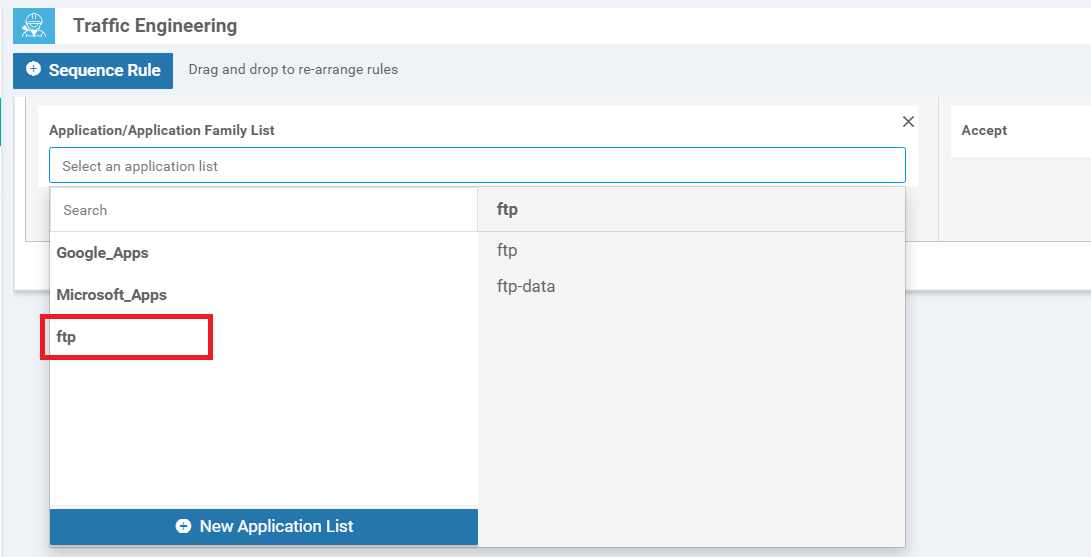 Traffic Engineering
Sequence Rule
Drag and drop to re-arrange rules
Application/Application Family List
Accept
Select an application list
Search
Google_Apps
Microsoft_Apps
ftp
New Application List
ftp
ftp
ftp-data